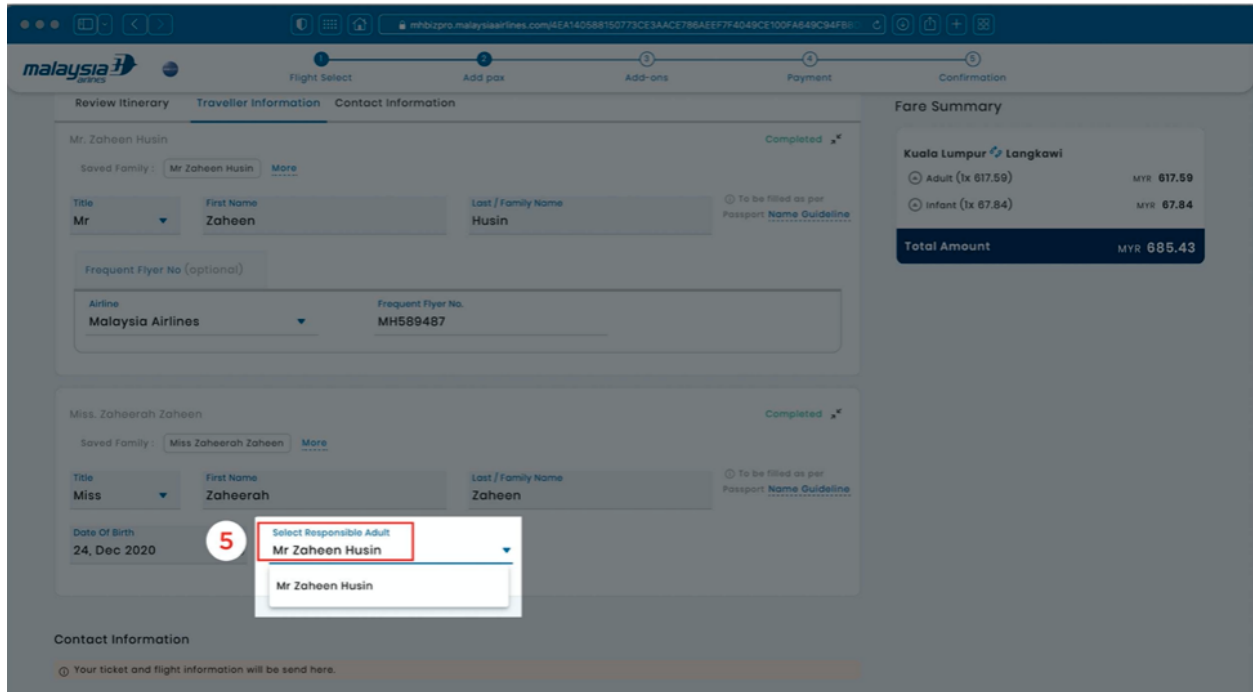 mhbizpro.malaysiaairlines.com/4EA140588150773CE3AACE786AEEF7F4049CE100FA649C94FB8
malaysia
airlines
1
2
3
4
5
Flight Select
Add pax
Add-ons
Payment
Confirmation
Review Itinerary
Traveller Information
Contact Information
Mr. Zaheen Husin
Completed
Saved Family :
Mr Zaheen Husin
More
Title
Mr
First Name
Zaheen
Last / Family Name
Husin
To be filled as per
Passport Name Guideline
Frequent Flyer No (optional)
Airline
Malaysia Airlines
Frequent Flyer No.
MH589487
Miss. Zaheerah Zaheen
Completed
Saved Family :
Miss Zaheerah Zaheen
More
Title
Miss
First Name
Zaheerah
Last / Family Name
Zaheen
To be filled as per
Passport Name Guideline
Date Of Birth
24, Dec 2020
5
Select Responsible Adult
Mr Zaheen Husin
Mr Zaheen Husin
Contact Information
Your ticket and flight information will be send here.
Fare Summary
Kuala Lumpur Langkawi
Adult (1x 617.59)
MYR 617.59
Infant (1x 67.84)
MYR 67.84
Total Amount
MYR 685.43